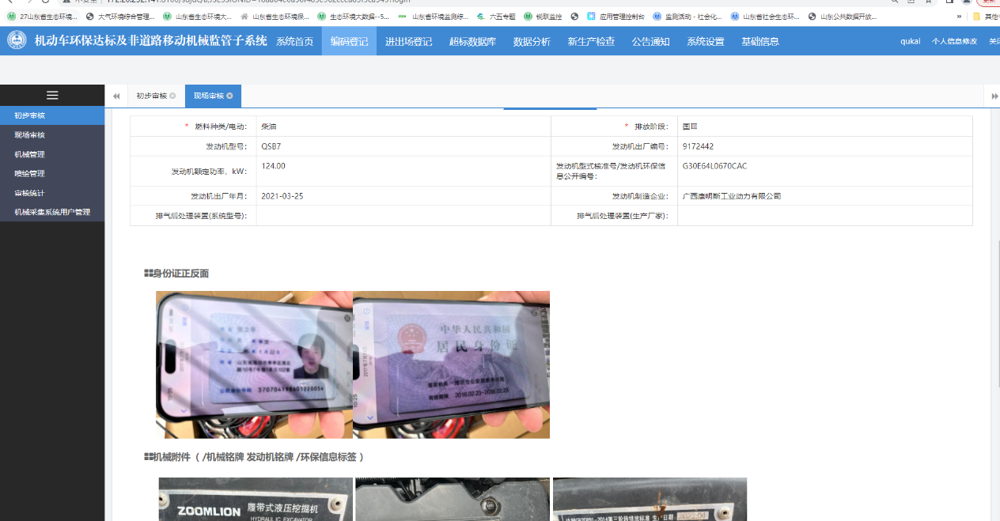 27山东省生态环境... 大气环境综合管理... 山东省生态环境大... 山东省生态环境保... 生态环境大数据--5... 山东省环境监测综... 六五专题 锐联监控 应用管理控制台 监测活动 - 社会化... 山东省社会生态环... 山东公共数据开放...
机动车环保达标及非道路移动机械监管子系统 系统首页 编码登记 进出场登记 超标数据库 数据分析 新生产检查 公告通知 系统设置 基础信息 qukai 个人信息修改
初步审核 现场审核
初步审核
现场审核
机械管理
喷绘管理
审核统计
机械采集系统用户管理
* 燃料种类/电动: 柴油 * 排放阶段: 国Ⅲ
发动机型号: QSB7 发动机出厂编号: 9172442
发动机额定功率, kW: 124.00 发动机型式核准号/发动机环保信息公开编号: G30E64L0670CAC
发动机出厂年月: 2021-03-25 发动机制造企业: 广西康明斯工业动力有限公司
排气后处理装置(系统型号): 排气后处理装置(生产厂家):
身份证正反面
中华人民共和国
居民身份证
2016.02.23-2036.02.23
机械附件（ /机械铭牌 发动机铭牌 /环保信息标签 ）
ZOOMLION 履带式液压挖掘机
HYDRAULIC EXCAVATOR